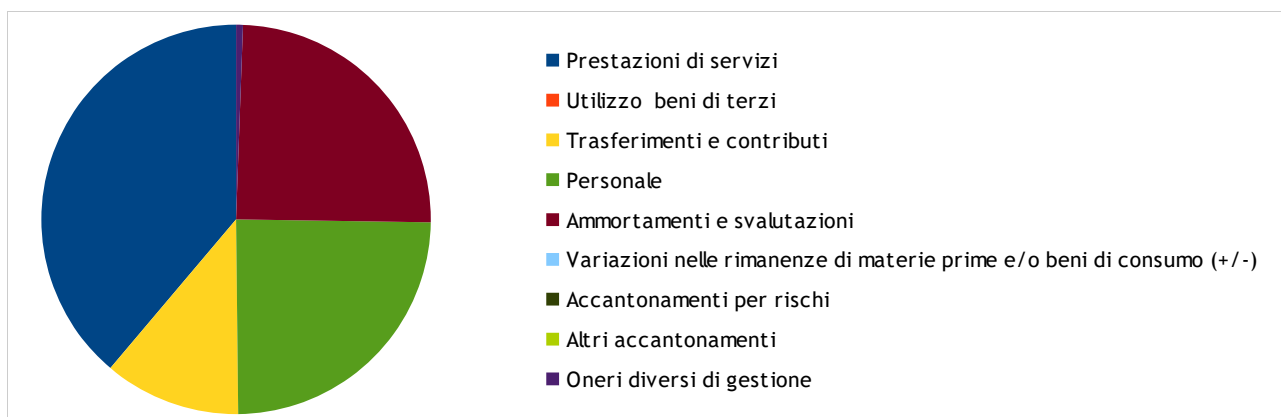 Prestazioni di servizi
Utilizzo beni di terzi
Trasferimenti e contributi
Personale
Ammortamenti e svalutazioni
Variazioni nelle rimanenze di materie prime e/o beni di consumo (+/-)
Accantonamenti per rischi
Altri accantonamenti
Oneri diversi di gestione